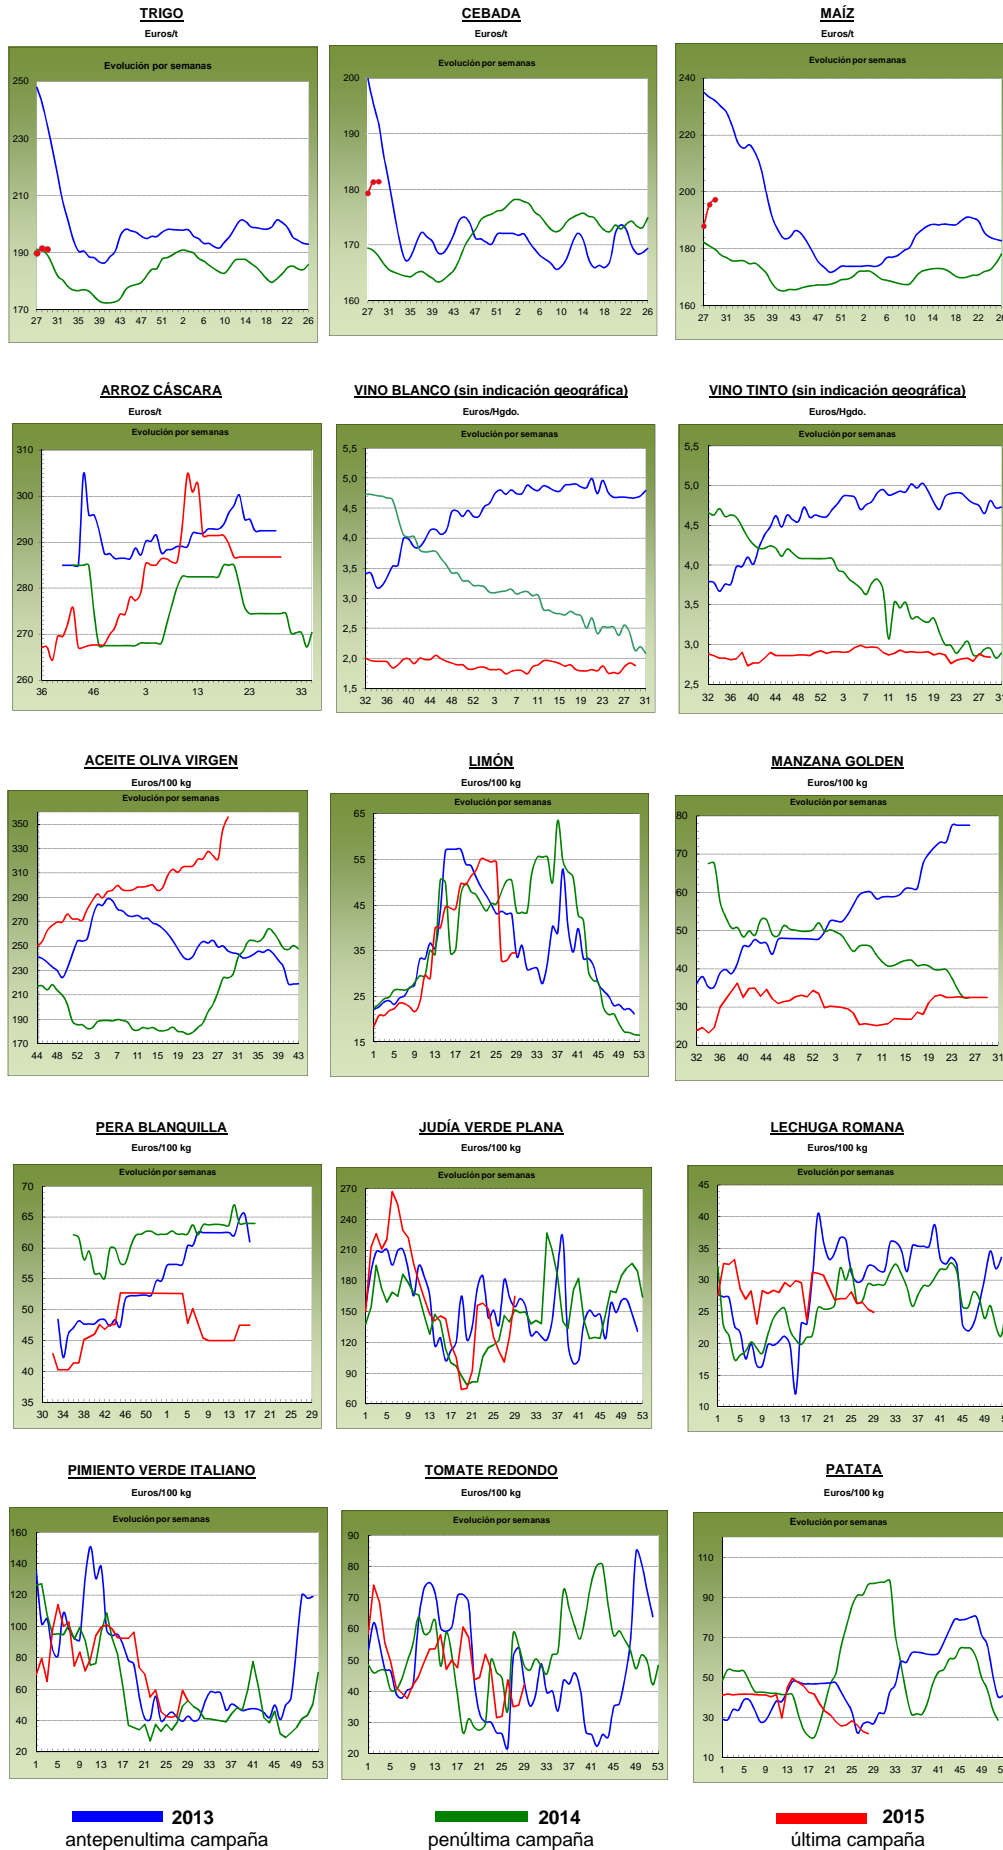 TRIGO
Euros/t
Evolución por semanas
250
230
210
190
170
27 31 35 39 43 47 51 2 6 10 14 18 22 26
CEBADA
Euros/t
Evolución por semanas
200
190
180
170
160
27 31 35 39 43 47 51 2 6 10 14 18 22 26
MAÍZ
Euros/t
Evolución por semanas
240
220
200
180
160
27 31 35 39 43 47 51 2 6 10 14 18 22 26
ARROZ CÁSCARA
Euros/t
Evolución por semanas
310
300
290
280
270
260
36 46 3 13 23 33
VINO BLANCO (sin indicación geográfica)
Euros/Hgdo.
Evolución por semanas
5,5
5,0
4,5
4,0
3,5
3,0
2,5
2,0
1,5
32 36 40 44 48 52 3 7 11 15 19 23 27 31
VINO TINTO (sin indicación geográfica)
Euros/Hgdo.
Evolución por semanas
5,5
5,0
4,5
4,0
3,5
3,0
2,5
32 36 40 44 48 52 3 7 11 15 19 23 27 31
ACEITE OLIVA VIRGEN
Euros/100 kg
Evolución por semanas
350
330
310
290
270
250
230
210
190
170
44 48 52 3 7 11 15 19 23 27 31 35 39 43
LIMÓN
Euros/100 kg
Evolución por semanas
65
55
45
35
25
15
1 5 9 13 17 21 25 29 33 37 41 45 49 53
MANZANA GOLDEN
Euros/100 kg
Evolución por semanas
80
70
60
50
40
30
20
32 36 40 44 48 52 3 7 11 15 19 23 27 31
PERA BLANQUILLA
Euros/100 kg
Evolución por semanas
70
65
60
55
50
45
40
35
30 34 38 42 46 50 1 5 9 13 17 21 25 29
JUDÍA VERDE PLANA
Euros/100 kg
Evolución por semanas
270
240
210
180
150
120
90
60
1 5 9 13 17 21 25 29 33 37 41 45 49 53
LECHUGA ROMANA
Euros/100 kg
Evolución por semanas
45
40
35
30
25
20
15
10
1 5 9 13 17 21 25 29 33 37 41 45 49
PIMIENTO VERDE ITALIANO
Euros/100 kg
Evolución por semanas
160
140
120
100
80
60
40
20
1 5 9 13 17 21 25 29 33 37 41 45 49 53
TOMATE REDONDO
Euros/100 kg
Evolución por semanas
90
80
70
60
50
40
30
20
1 5 9 13 17 21 25 29 33 37 41 45 49 53
PATATA
Euros/100 kg
Evolución por semanas
110
90
70
50
30
10
1 5 9 13 17 21 25 29 33 37 41 45 49
2013
antepenultima campaña
2014
penúltima campaña
2015
última campaña